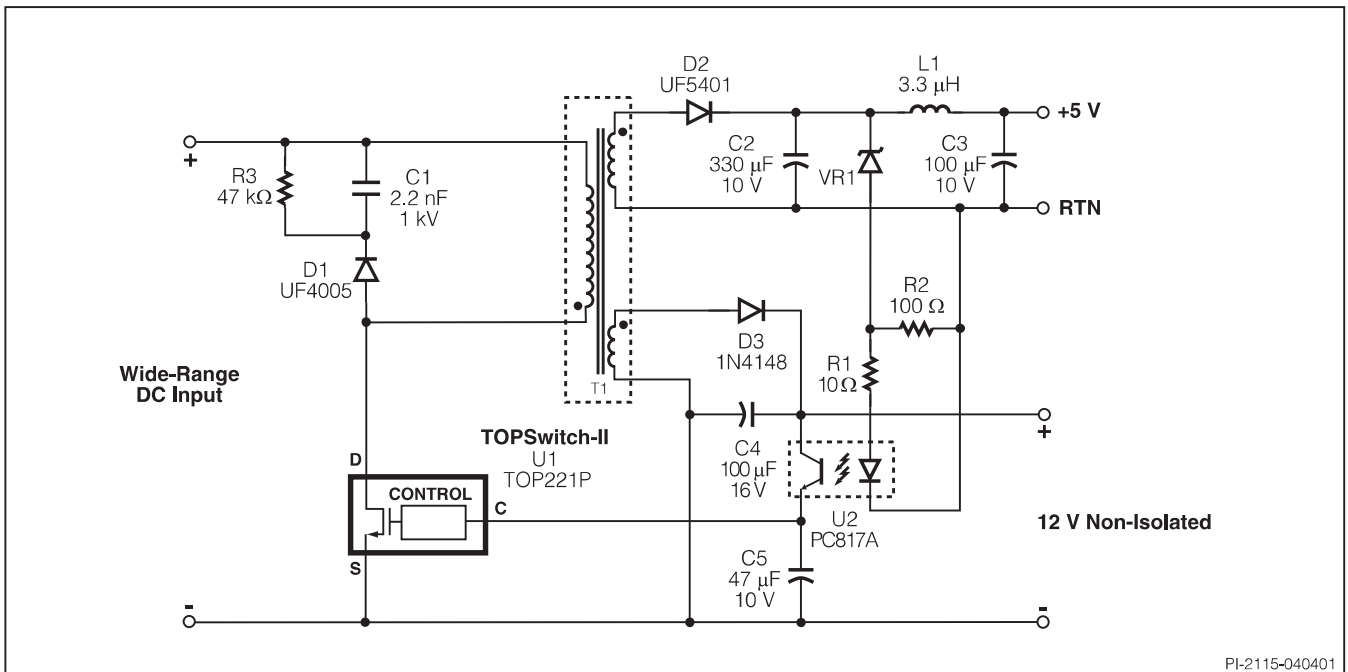 D2
UF5401
L1
3.3 µH
+5 V
+
R3
47 kΩ
C1
2.2 nF
1 kV
C2
330 µF
10 V
VR1
C3
100 µF
10 V
RTN
D1
UF4005
R2
100 Ω
D3
1N4148
R1
10Ω
T1
Wide-Range
DC Input
+
C4
100 µF
16V
TOPSwitch-II
U1
TOP221P
D
CONTROL
C
S
U2
PC817A
12 V Non-Isolated
C5
47 µF
10 V
-
-
PI-2115-040401